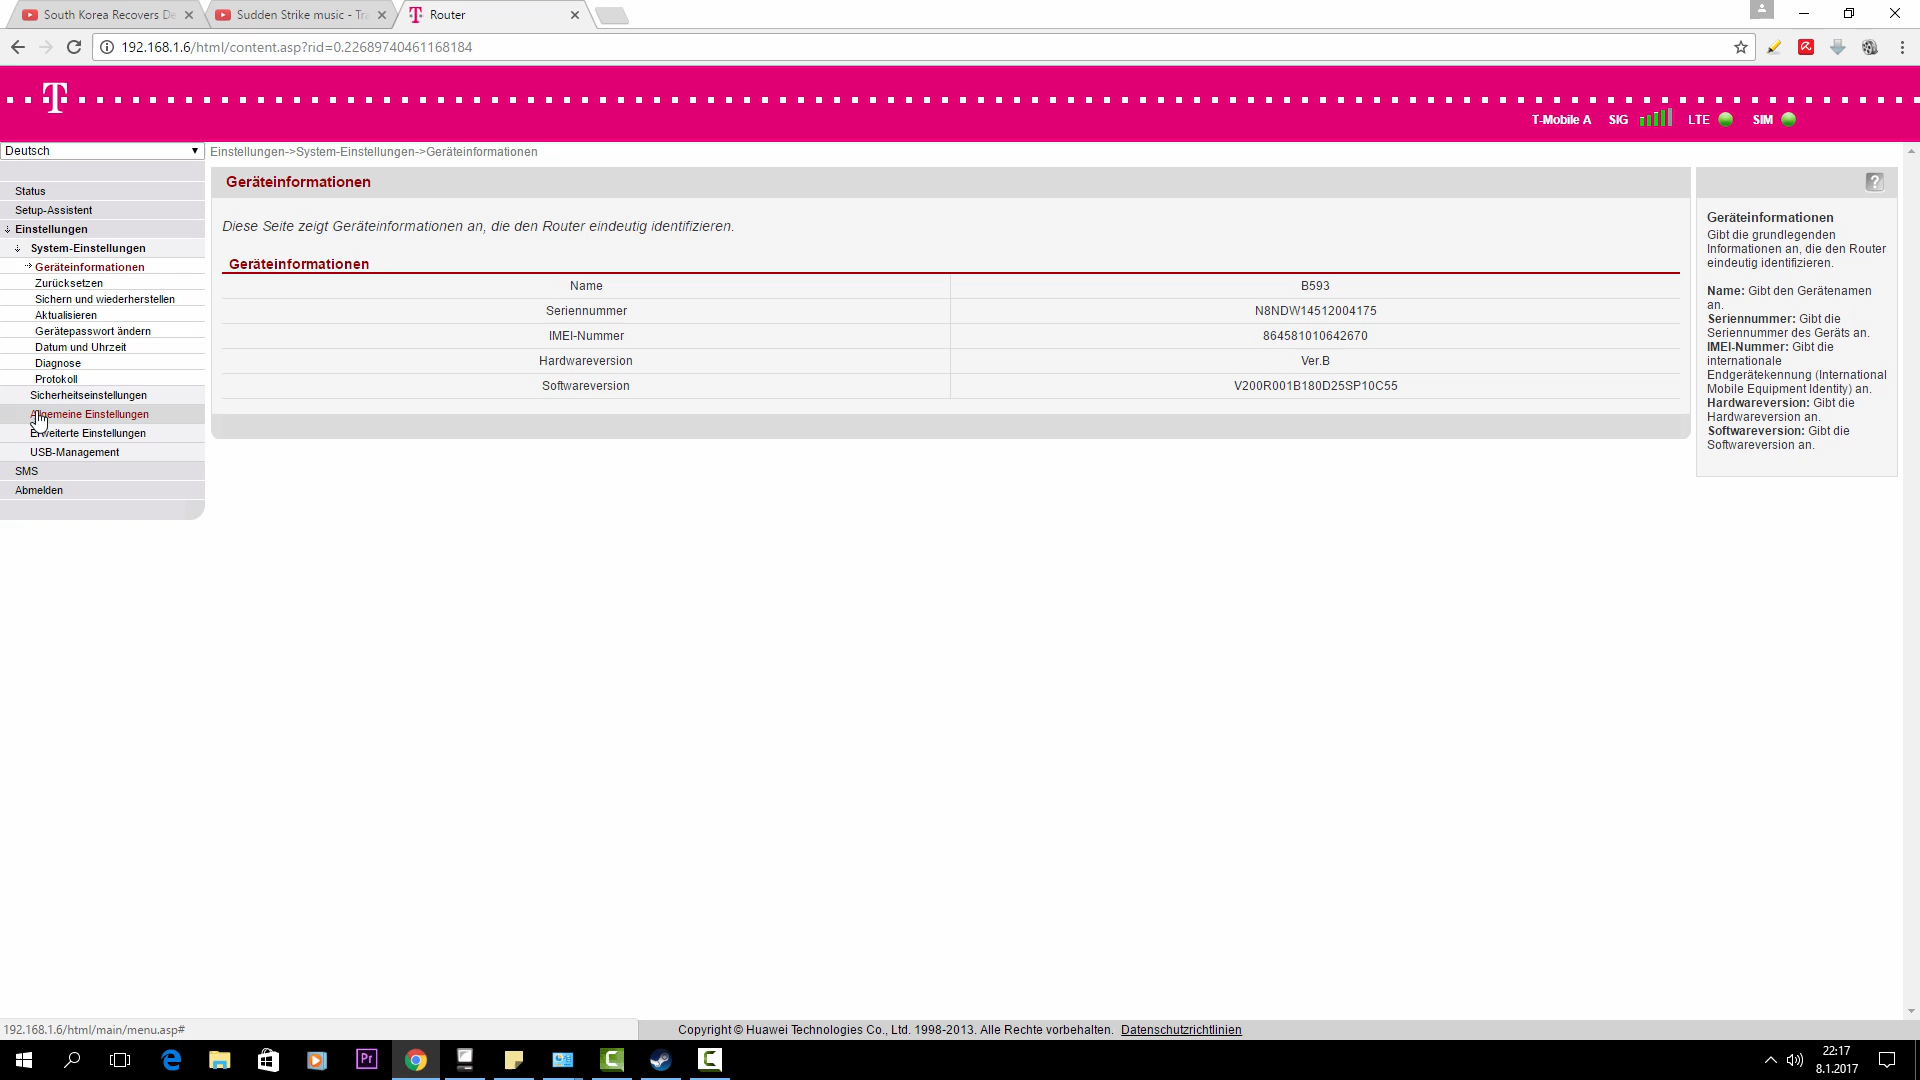 South Korea Recovers De
Sudden Strike music - Tra
Router
192.168.1.6/html/content.asp?rid=0.22689740461168184
T
T-Mobile A SIG LTE SIM
Deutsch
Einstellungen->System-Einstellungen->Geräteinformationen
Status
Setup-Assistent
Einstellungen
System-Einstellungen
Geräteinformationen
Zurücksetzen
Sichern und wiederherstellen
Aktualisieren
Gerätepasswort ändern
Datum und Uhrzeit
Diagnose
Protokoll
Sicherheitseinstellungen
Allgemeine Einstellungen
Erweiterte Einstellungen
USB-Management
SMS
Abmelden
Geräteinformationen
Diese Seite zeigt Geräteinformationen an, die den Router eindeutig identifizieren.
Geräteinformationen
Name B593
Seriennummer N8NDW14512004175
IMEI-Nummer 864581010642670
Hardwareversion Ver.B
Softwareversion V200R001B180D25SP10C55
?
Geräteinformationen
Gibt die grundlegenden
Informationen an, die den Router
eindeutig identifizieren.
Name: Gibt den Gerätenamen
an.
Seriennummer: Gibt die
Seriennummer des Geräts an.
IMEI-Nummer: Gibt die
internationale
Endgerätekennung (International
Mobile Equipment Identity) an.
Hardwareversion: Gibt die
Hardwareversion an.
Softwareversion: Gibt die
Softwareversion an.
192.168.1.6/html/main/menu.asp#
Copyright © Huawei Technologies Co., Ltd. 1998-2013. Alle Rechte vorbehalten. Datenschutzrichtlinien
Pr
22:17
8.1.2017